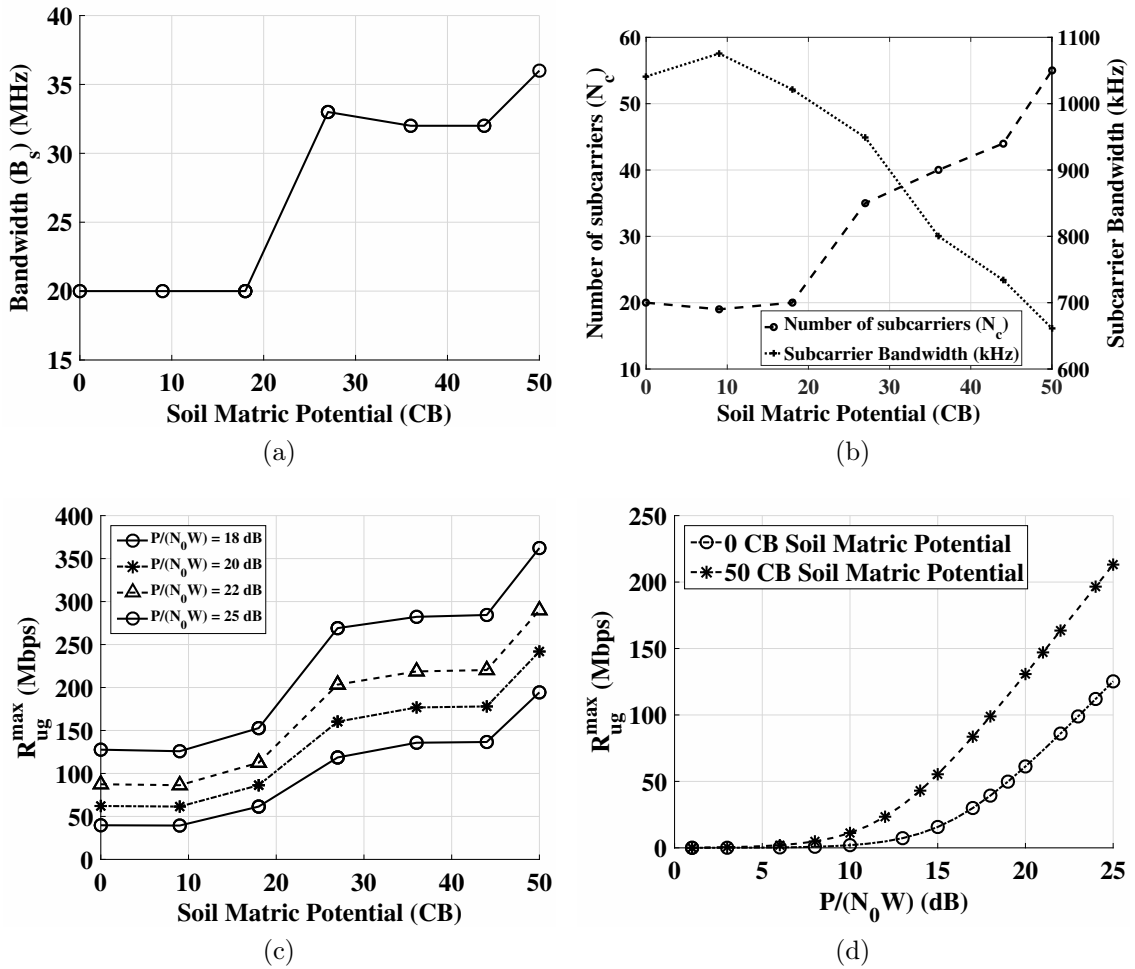 40
35
30
25
20
15
0
10
20
30
40
50
Bandwidth (B_s) (MHz)
Soil Matric Potential (CB)
(a)
60
50
40
30
20
10
1100
1000
900
800
700
600
0
10
20
30
40
50
Number of subcarriers (N_c)
Subcarrier Bandwidth (kHz)
Number of subcarriers (N_c)
Subcarrier Bandwidth (kHz)
Soil Matric Potential (CB)
(b)
400
350
300
250
200
150
100
50
0
0
10
20
30
40
50
R_ug^max (Mbps)
P/(N_0W) = 18 dB
P/(N_0W) = 20 dB
P/(N_0W) = 22 dB
P/(N_0W) = 25 dB
Soil Matric Potential (CB)
(c)
250
200
150
100
50
0
0
5
10
15
20
25
R_ug^max (Mbps)
0 CB Soil Matric Potential
50 CB Soil Matric Potential
P/(N_0W) (dB)
(d)